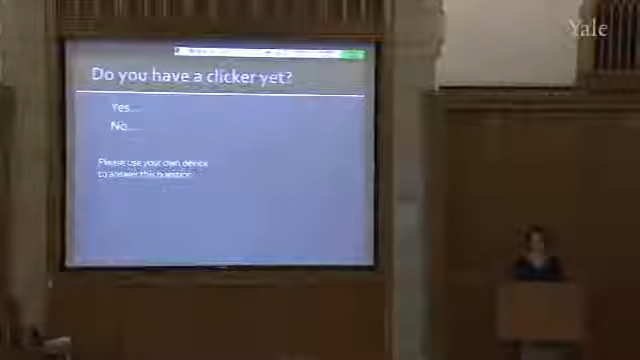 Yale
Do you have a clicker yet?
Yes...
No...
Please use your own device
to answer this question